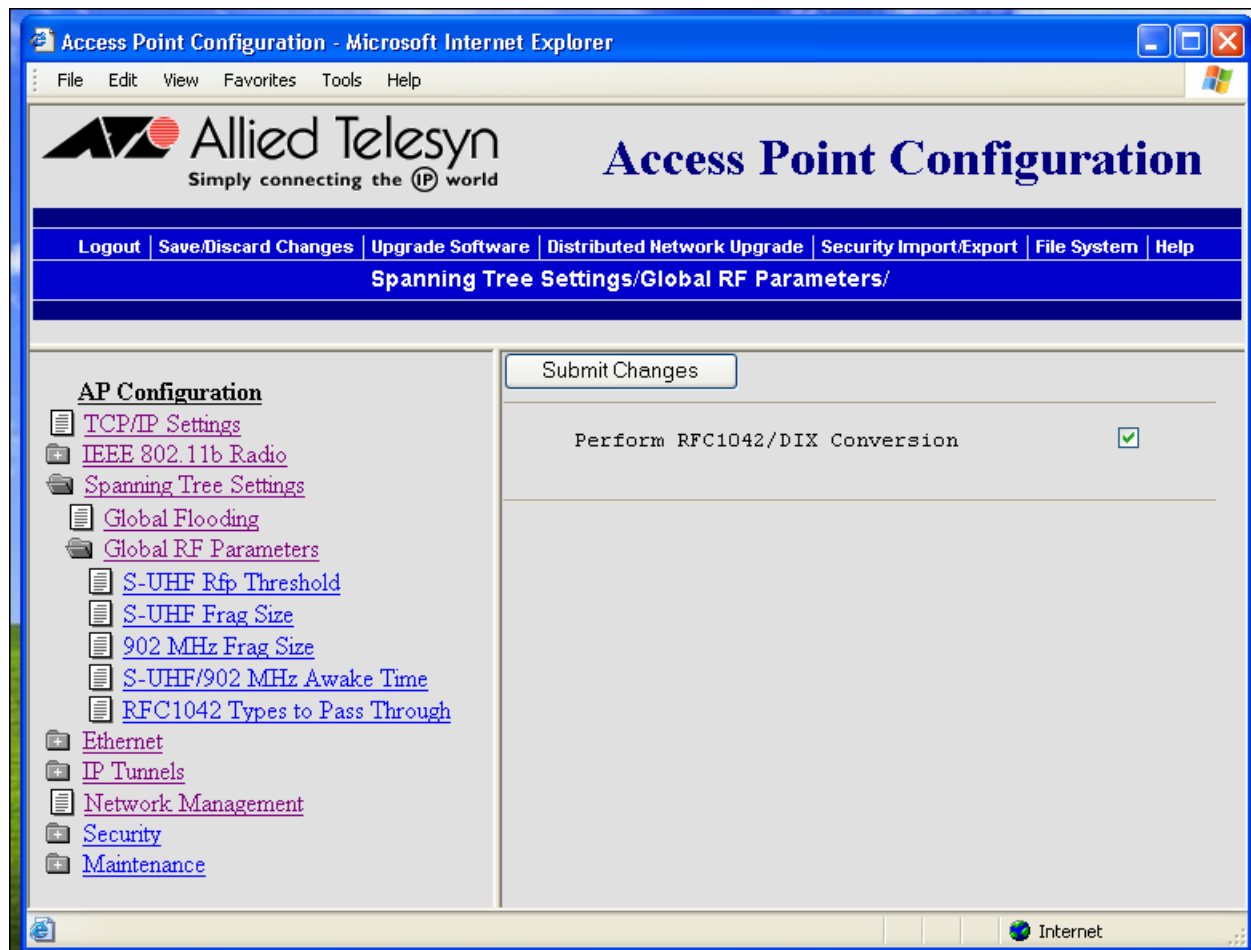 Access Point Configuration - Microsoft Internet Explorer
File Edit View Favorites Tools Help
Allied Telesyn
Simply connecting the IP world
Access Point Configuration
Logout | Save/Discard Changes | Upgrade Software | Distributed Network Upgrade | Security Import/Export | File System | Help
Spanning Tree Settings/Global RF Parameters/
AP Configuration
TCP/IP Settings
IEEE 802.11b Radio
Spanning Tree Settings
Global Flooding
Global RF Parameters
S-UHF Rfp Threshold
S-UHF Frag Size
902 MHz Frag Size
S-UHF/902 MHz Awake Time
RFC1042 Types to Pass Through
Ethernet
IP Tunnels
Network Management
Security
Maintenance
Submit Changes
Perform RFC1042/DIX Conversion
Internet